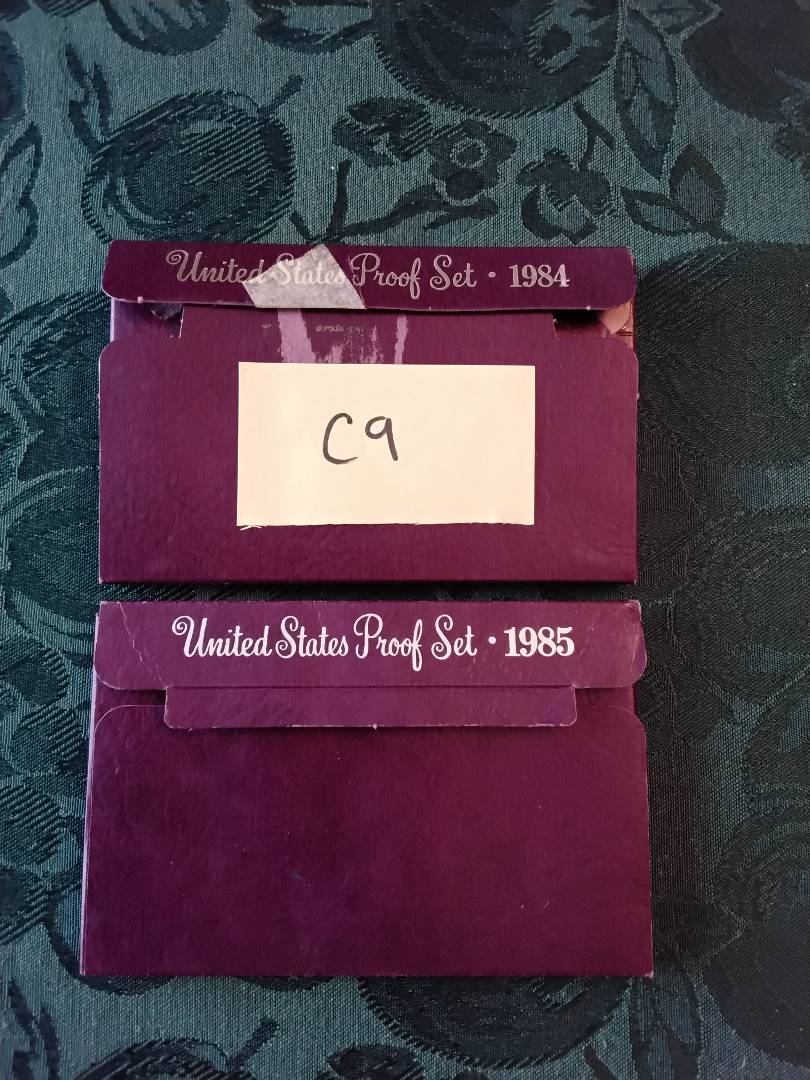 United States Proof Set • 1984
C9
United States Proof Set • 1985